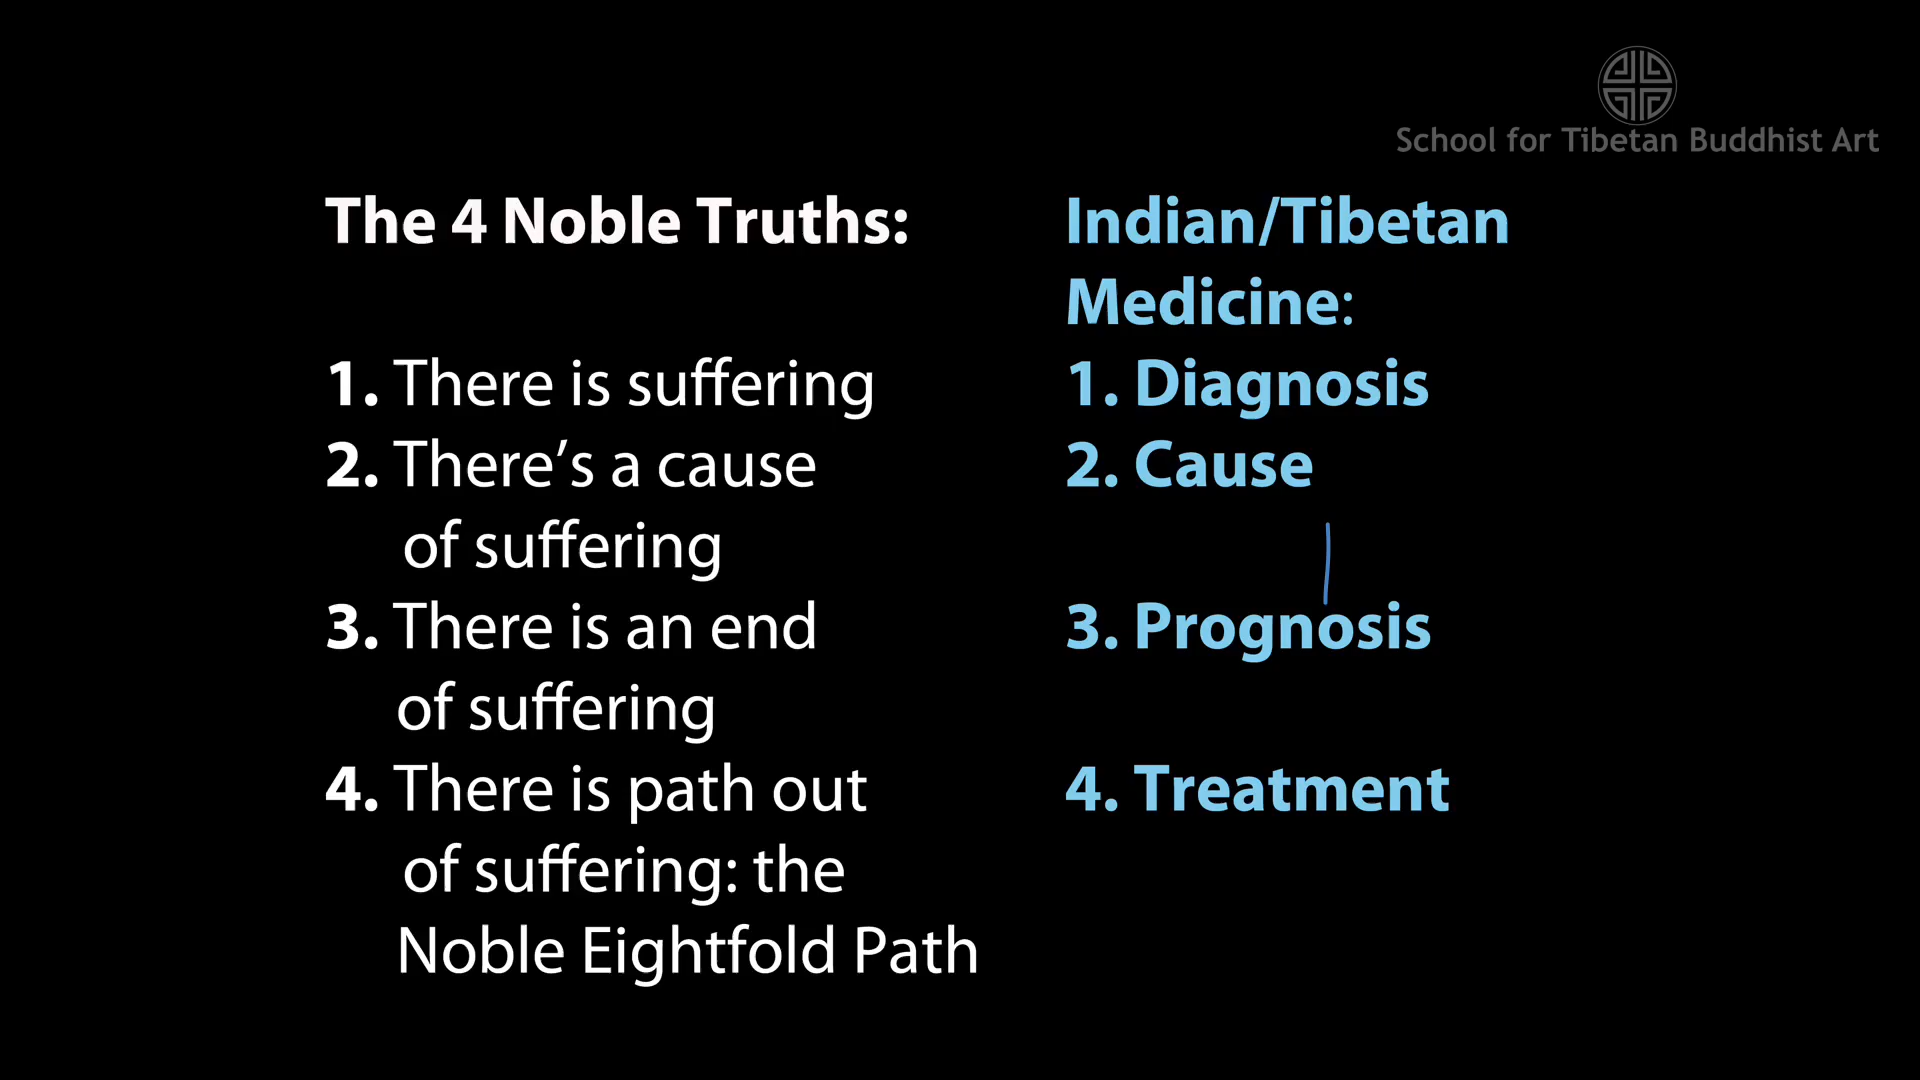 School for Tibetan Buddhist Art
The 4 Noble Truths:
1. There is suffering
2. There’s a cause
of suffering
3. There is an end
of suffering
4. There is path out
of suffering: the
Noble Eightfold Path
Indian/Tibetan
Medicine:
1. Diagnosis
2. Cause
3. Prognosis
4. Treatment